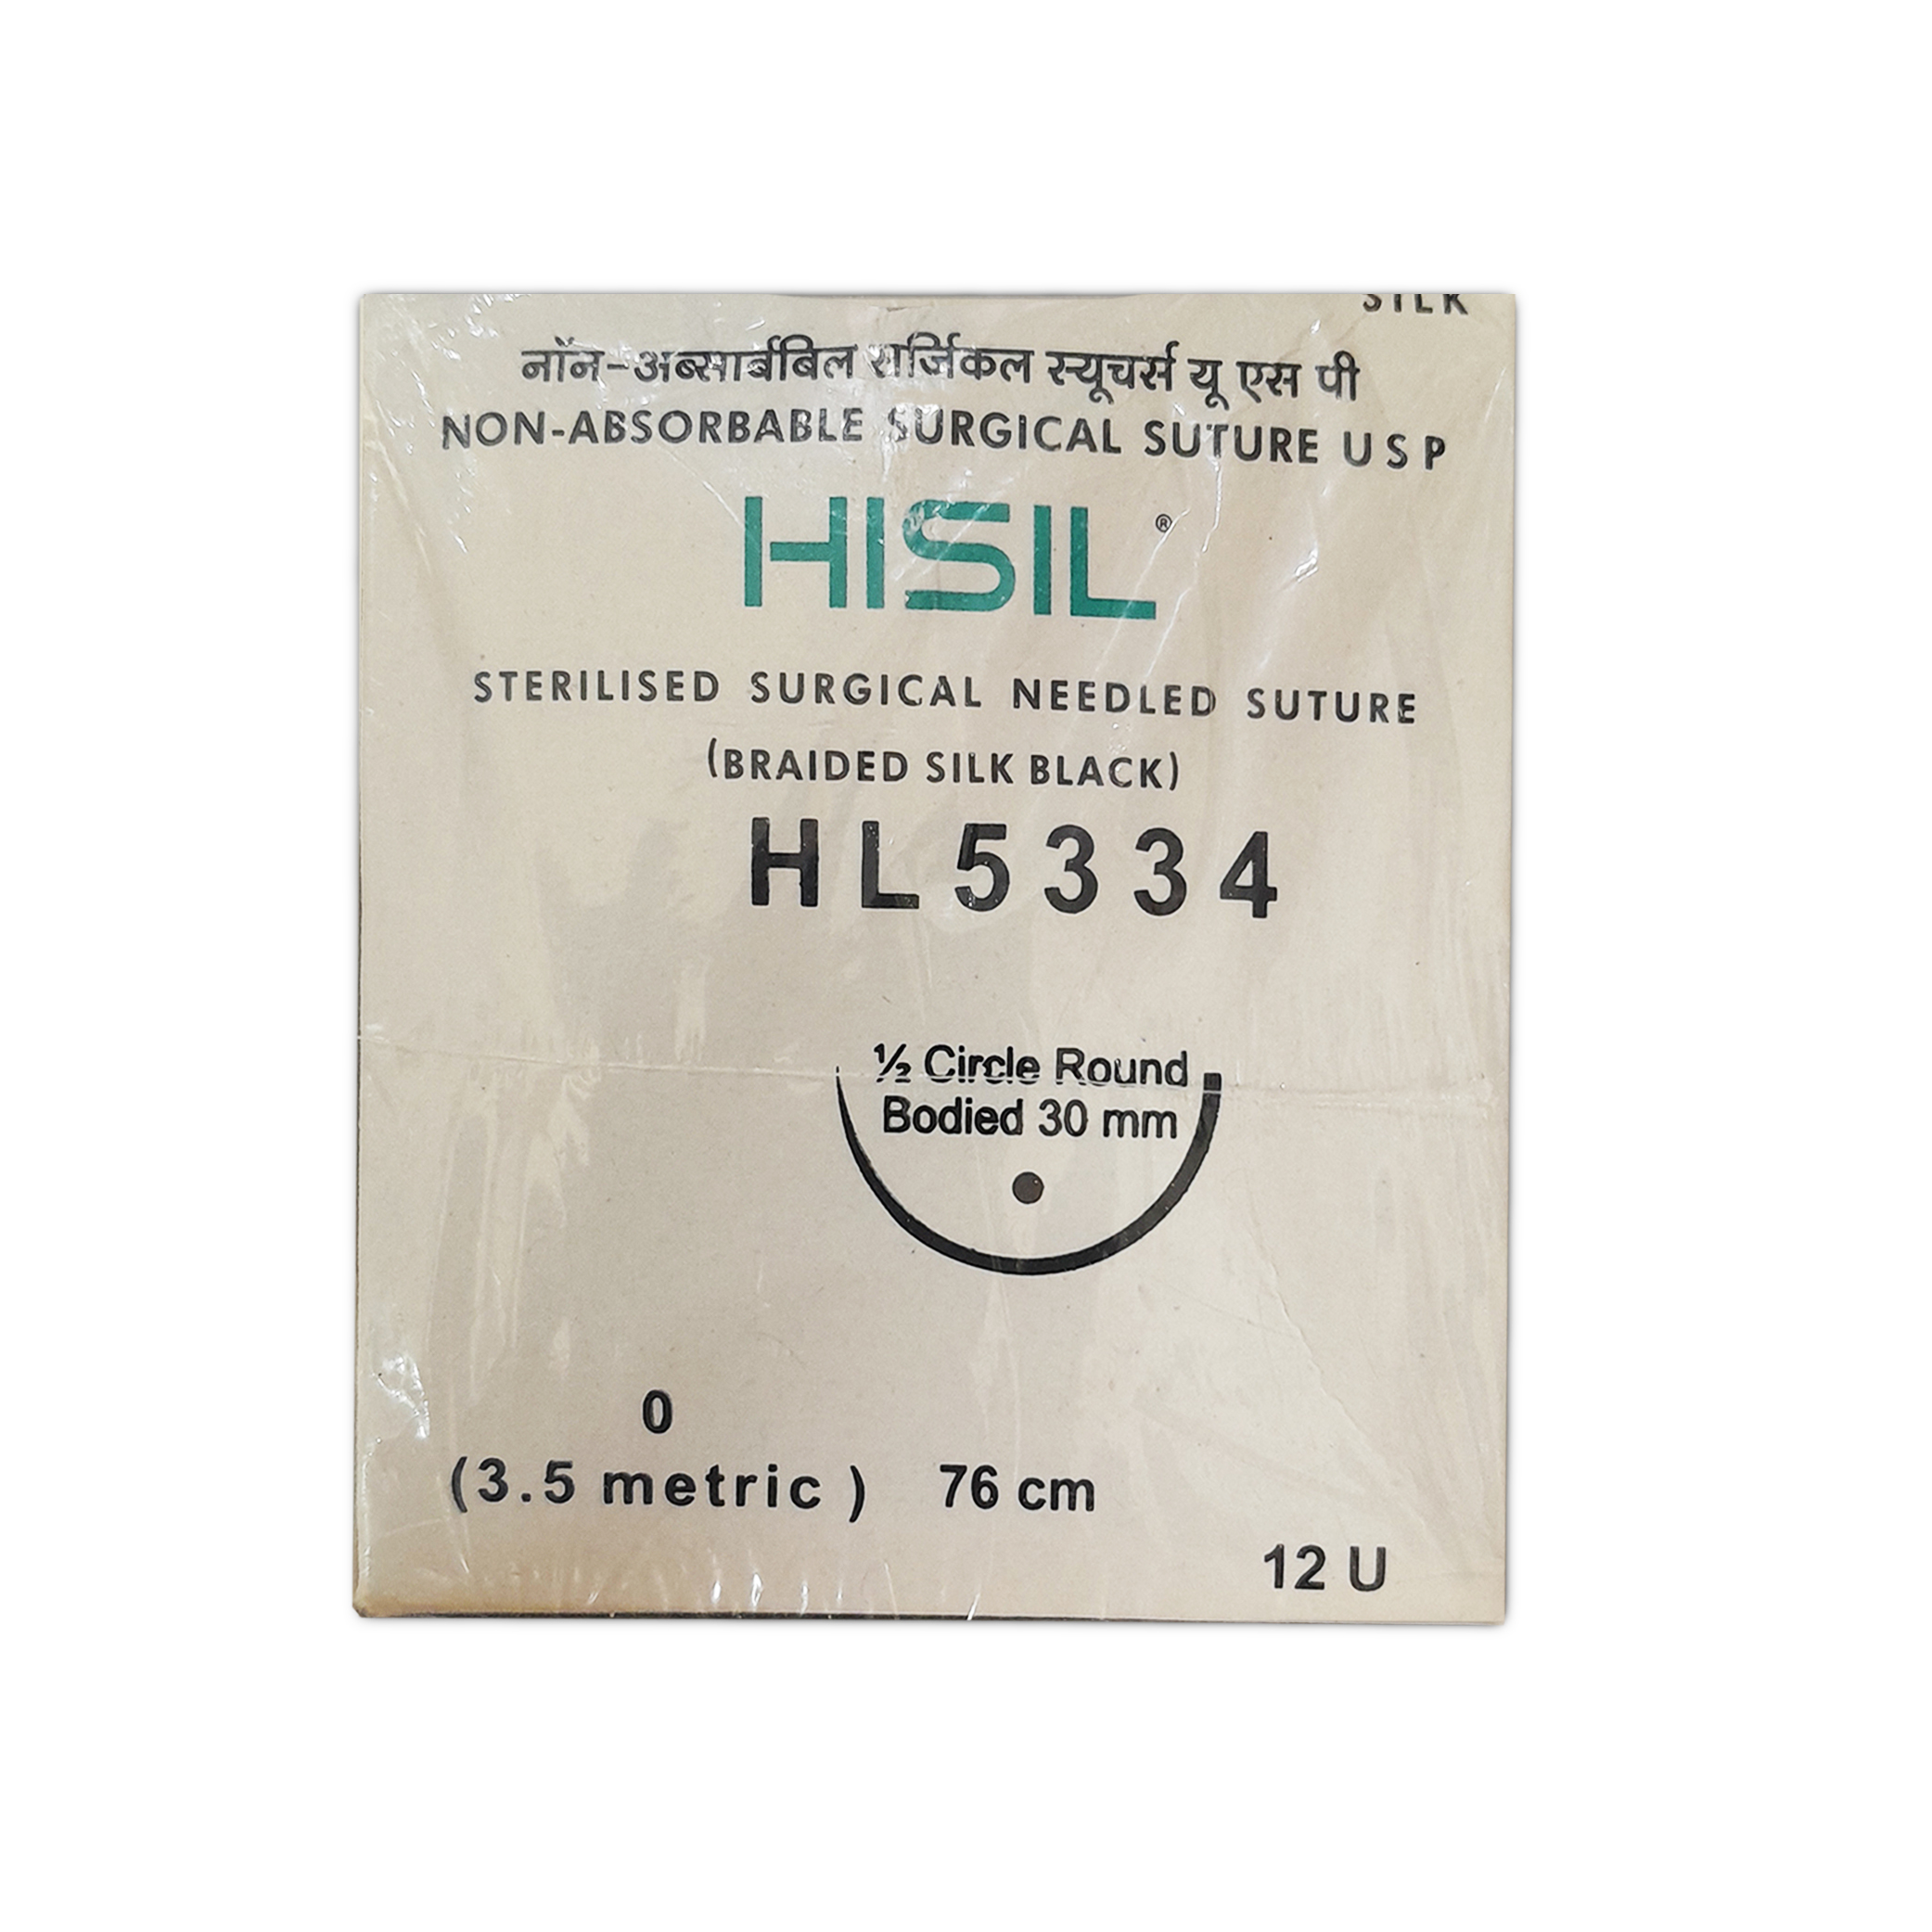 SILK
नॉन-अब्सार्बबिल सर्जिकल स्यूचर्स यू एस पी
NON-ABSORBABLE SURGICAL SUTURE U S P
HISIL®
STERILISED SURGICAL NEEDLED SUTURE
(BRAIDED SILK BLACK)
HL5334
½ Circle Round
Bodied 30 mm
0
(3.5 metric) 76 cm
12 U